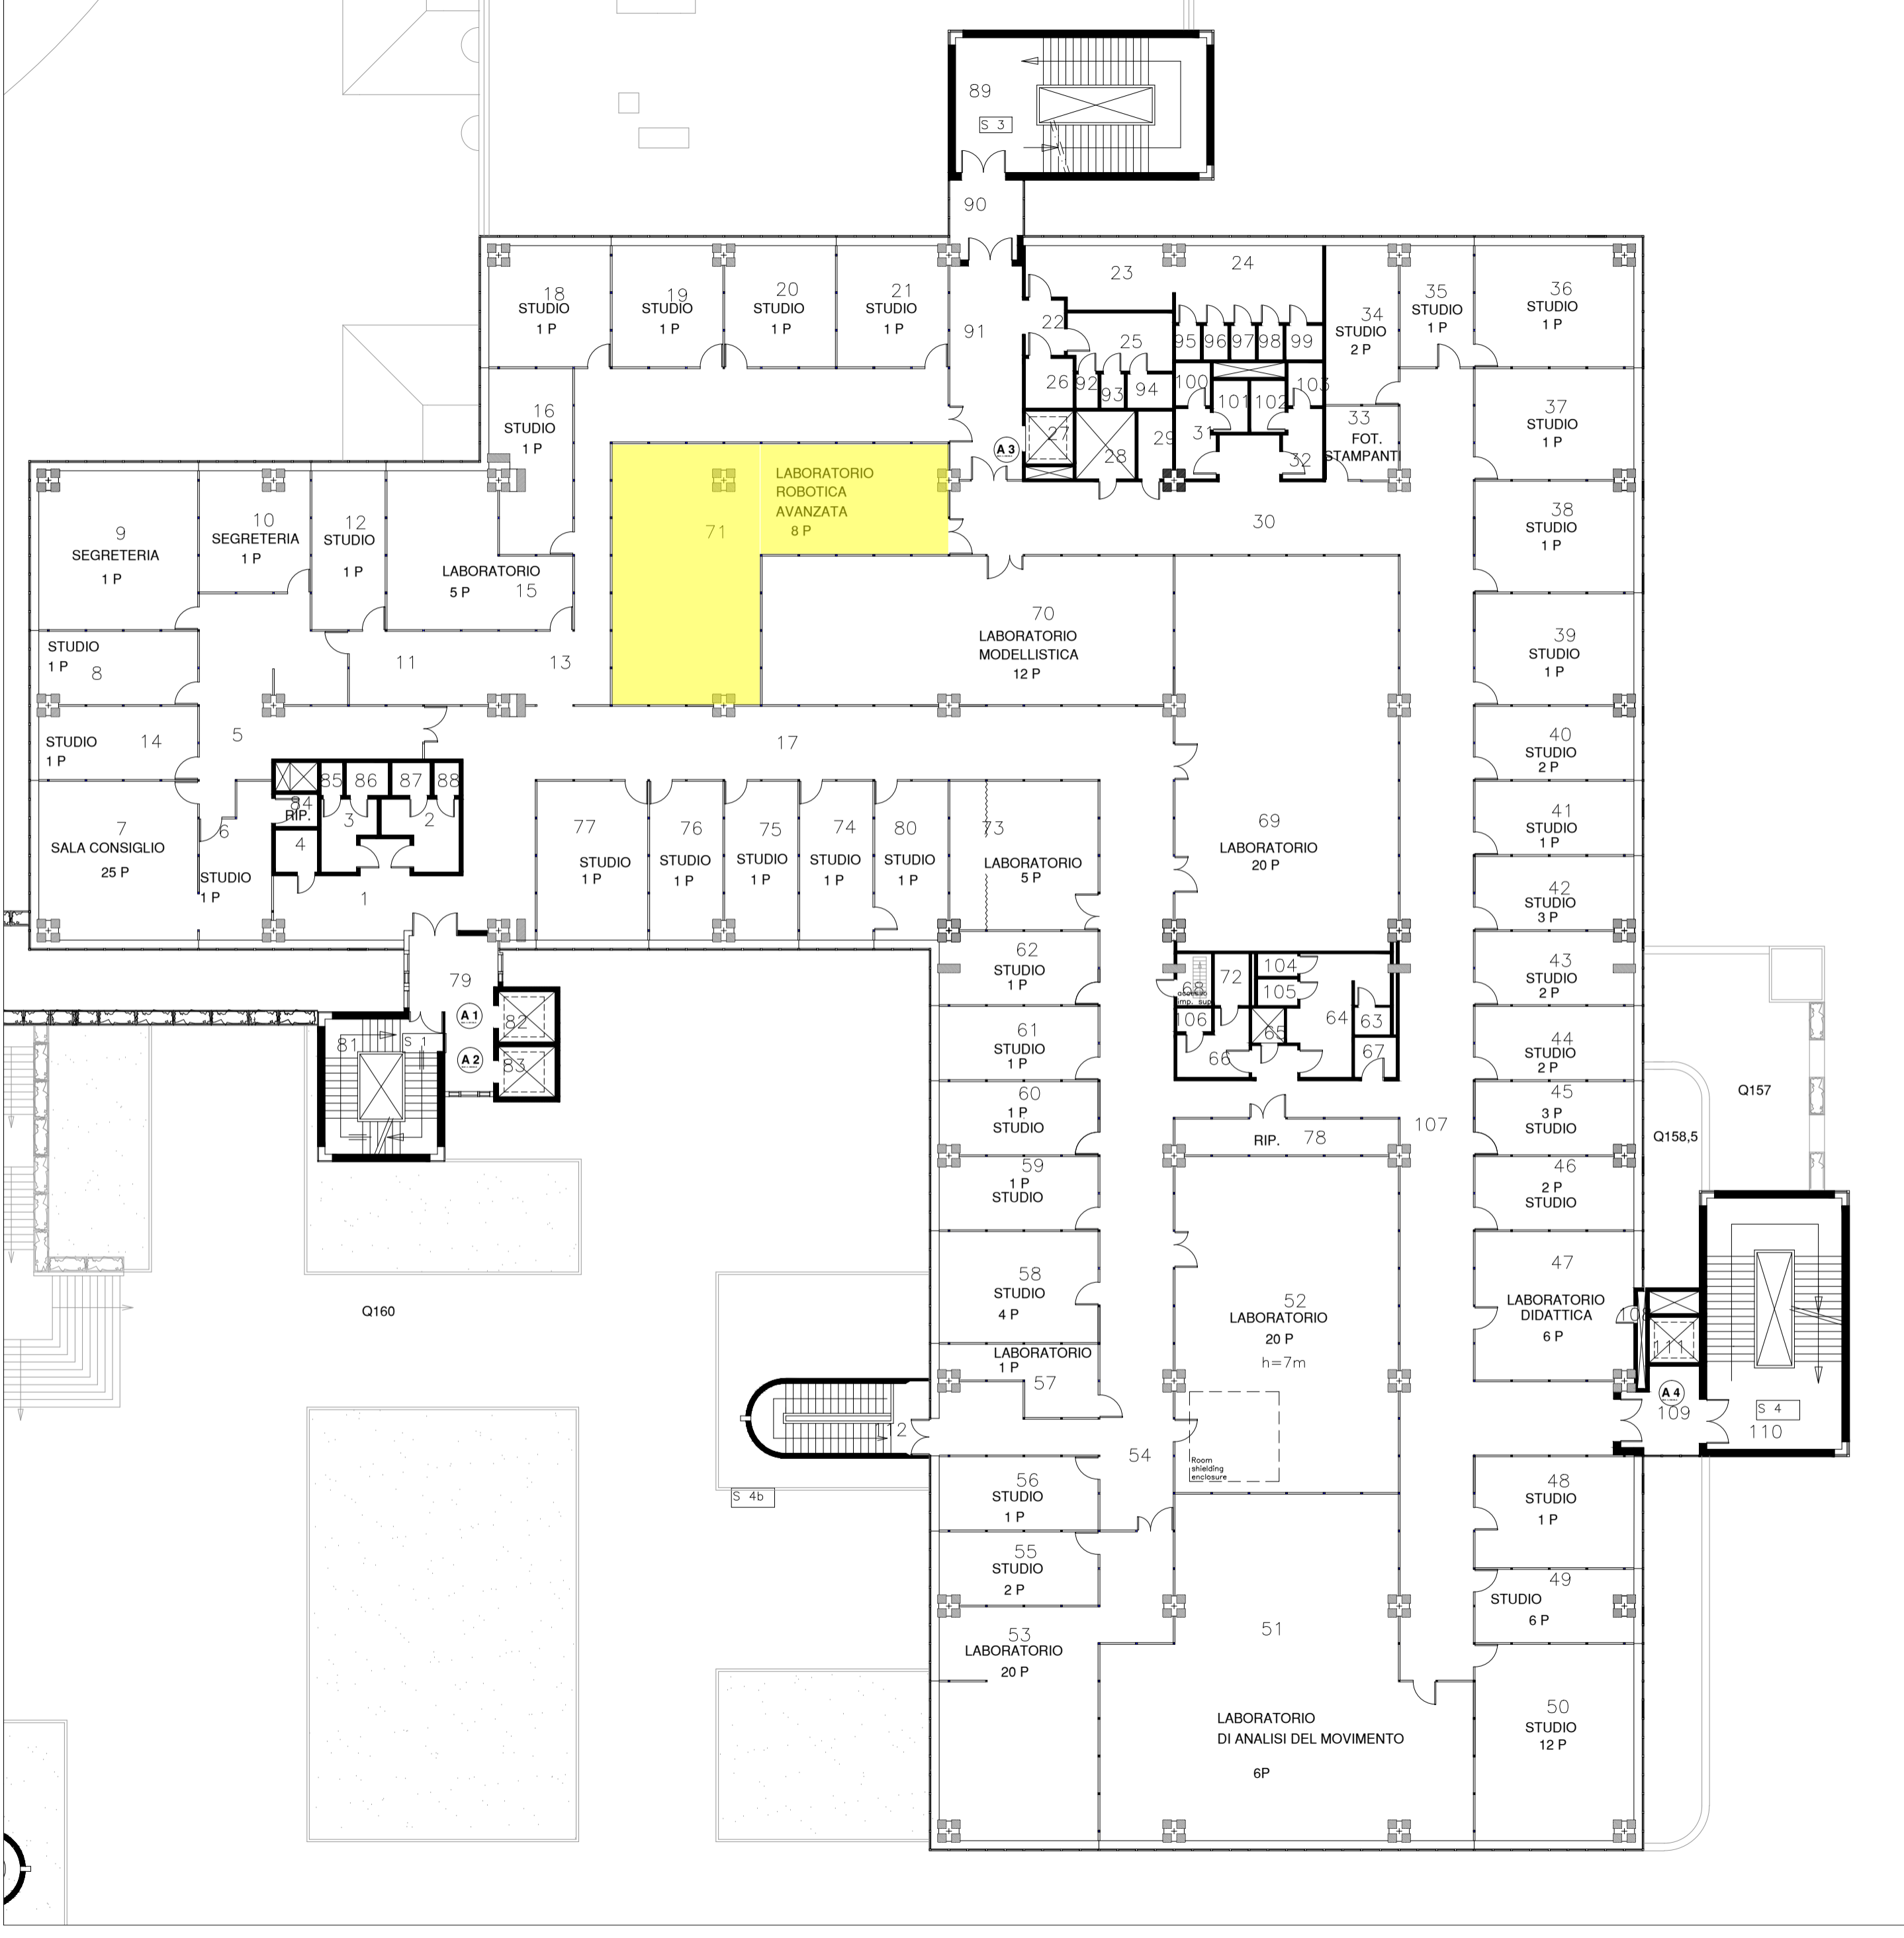 89
S 3
90
18
STUDIO
1 P
19
STUDIO
1 P
20
STUDIO
1 P
21
STUDIO
1 P
91
23
24
22
25
95
96
97
98
99
34
STUDIO
2 P
35
STUDIO
1 P
36
STUDIO
1 P
26
92
93
94
100
101
102
103
16
STUDIO
1 P
A 3
27
28
29
31
32
33
FOT.
STAMPANTI
37
STUDIO
1 P
9
SEGRETERIA
1 P
10
SEGRETERIA
1 P
12
STUDIO
1 P
LABORATORIO
5 P
15
71
LABORATORIO
ROBOTICA
AVANZATA
8 P
30
38
STUDIO
1 P
STUDIO
1 P
8
11
13
70
LABORATORIO
MODELLISTICA
12 P
39
STUDIO
1 P
STUDIO
1 P
14
5
17
40
STUDIO
2 P
85
86
87
88
84
RIP.
3
2
4
7
SALA CONSIGLIO
25 P
6
STUDIO
1 P
1
77
STUDIO
1 P
76
STUDIO
1 P
75
STUDIO
1 P
74
STUDIO
1 P
80
STUDIO
1 P
73
LABORATORIO
5 P
69
LABORATORIO
20 P
41
STUDIO
1 P
42
STUDIO
3 P
79
A 1
82
81
S 1
A 2
83
62
STUDIO
1 P
68
72
104
105
106
65
64
63
66
67
43
STUDIO
2 P
61
STUDIO
1 P
44
STUDIO
2 P
60
1 P
STUDIO
RIP.
78
107
45
3 P
STUDIO
Q157
Q158,5
59
1 P
STUDIO
46
2 P
STUDIO
58
STUDIO
4 P
Q160
52
LABORATORIO
20 P
h=7m
47
LABORATORIO
DIDATTICA
6 P
111
LABORATORIO
1 P
57
A 4
109
S 4
110
54
Room
shielding
enclosure
S 4b
56
STUDIO
1 P
48
STUDIO
1 P
55
STUDIO
2 P
49
STUDIO
6 P
53
LABORATORIO
20 P
51
LABORATORIO
DI ANALISI DEL MOVIMENTO
6P
50
STUDIO
12 P